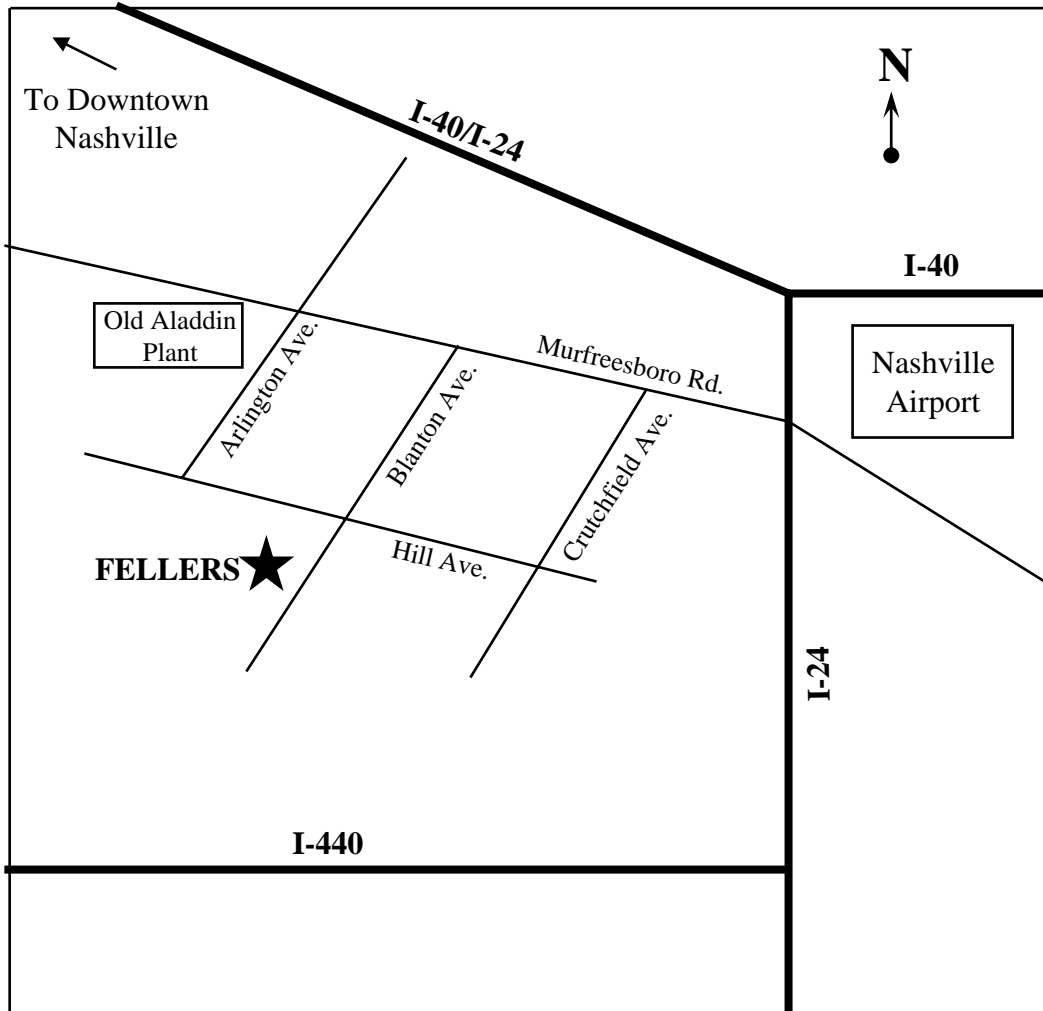 N
To Downtown
Nashville
I-40/I-24
I-40
Old Aladdin
Plant
Arlington Ave.
Blanton Ave.
Murfreesboro Rd.
Nashville
Airport
Crutchfield Ave.
Hill Ave.
FELLERS
I-24
I-440